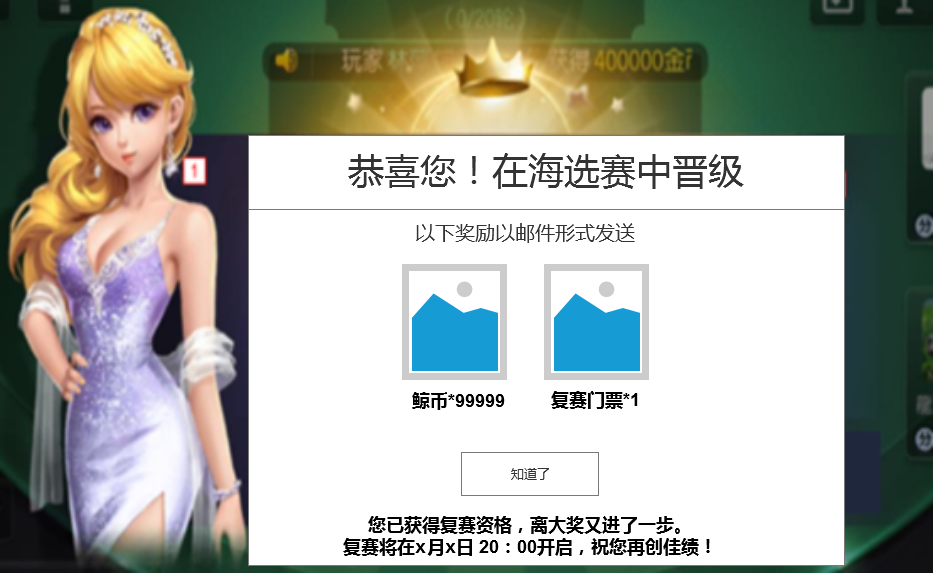 玩家
获得400000金
1
恭喜您！在海选赛中晋级
以下奖励以邮件形式发送
鲸币*99999
复赛门票*1
知道了
您已获得复赛资格，离大奖又进了一步。
复赛将在x月x日 20：00开启，祝您再创佳绩！